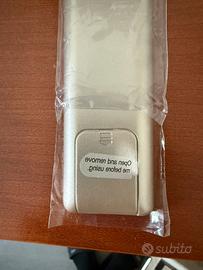 Open and remove
me before using.
subito